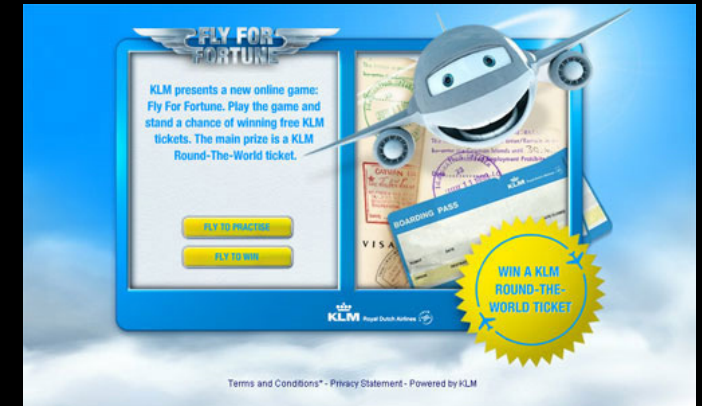 FLY FOR
FORTUNE
KLM presents a new online game:
Fly For Fortune. Play the game and
stand a chance of winning free KLM
tickets. The main prize is a KLM
Round-The-World ticket.
FLY TO PRACTISE
FLY TO WIN
BOARDING PASS
KLM
VISA
WIN A KLM
ROUND-THE-
WORLD TICKET
KLM Royal Dutch Airlines
Terms and Conditions* - Privacy Statement - Powered by KLM